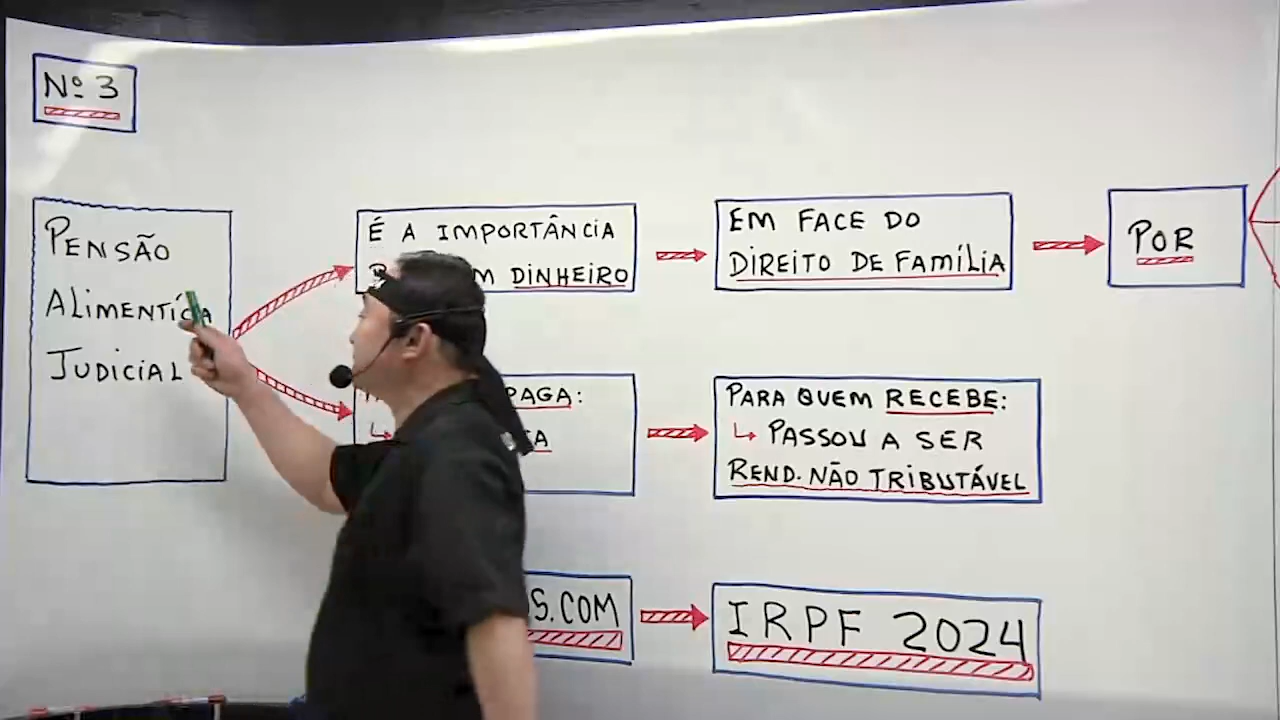 Nº 3
PENSÃO
ALIMENTÍCIA
JUDICIAL
É A IMPORTÂNCIA
DINHEIRO
EM FACE DO
DIREITO DE FAMÍLIA
POR
PAGA:
PARA QUEM RECEBE:
↳ PASSOU A SER
REND. NÃO TRIBUTÁVEL
S.COM
IRPF 2024